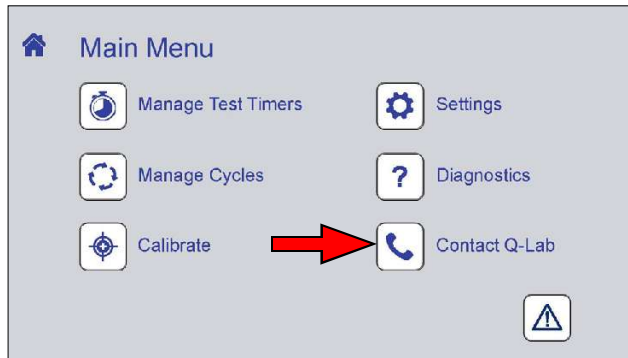 Main Menu
Manage Test Timers
Settings
Manage Cycles
?
Diagnostics
Calibrate
Contact Q-Lab